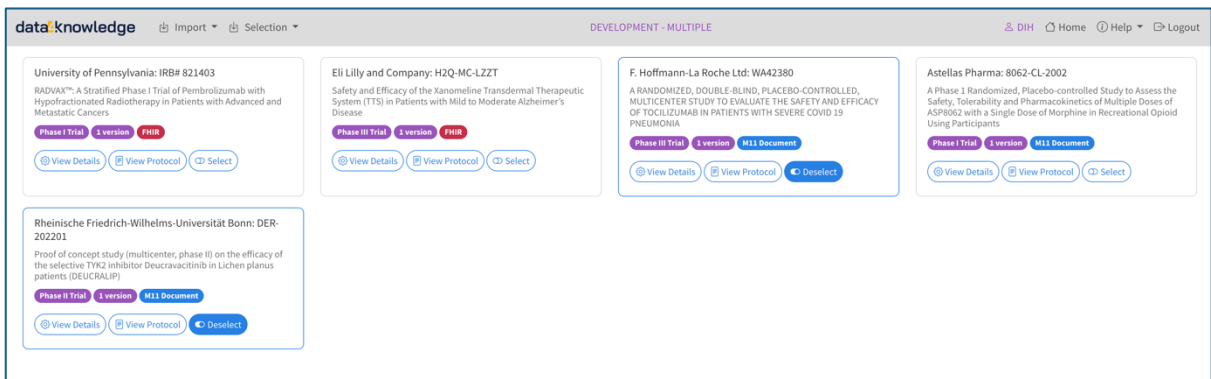 data4knowledge Import Selection DEVELOPMENT - MULTIPLE DIH Home Help Logout
University of Pennsylvania: IRB# 821403
RADVAX™: A Stratified Phase I Trial of Pembrolizumab with
Hypofractionated Radiotherapy in Patients with Advanced and
Metastatic Cancers
Phase I Trial 1 version FHIR
View Details View Protocol Select
Eli Lilly and Company: H2Q-MC-LZZT
Safety and Efficacy of the Xanomeline Transdermal Therapeutic
System (TTS) in Patients with Mild to Moderate Alzheimer's
Disease
Phase III Trial 1 version FHIR
View Details View Protocol Select
F. Hoffmann-La Roche Ltd: WA42380
A RANDOMIZED, DOUBLE-BLIND, PLACEBO-CONTROLLED,
MULTICENTER STUDY TO EVALUATE THE SAFETY AND EFFICACY
OF TOCILIZUMAB IN PATIENTS WITH SEVERE COVID 19
PNEUMONIA
Phase III Trial 1 version M11 Document
View Details View Protocol Deselect
Astellas Pharma: 8062-CL-2002
A Phase 1 Randomized, Placebo-controlled Study to Assess the
Safety, Tolerability and Pharmacokinetics of Multiple Doses of
ASP8062 with a Single Dose of Morphine in Recreational Opioid
Using Participants
Phase I Trial 1 version M11 Document
View Details View Protocol Select
Rheinische Friedrich-Wilhelms-Universität Bonn: DER-
202201
Proof of concept study (multicenter, phase II) on the efficacy of
the selective TYK2 inhibitor Deucravacitinib in Lichen planus
patients (DEUCRALIP)
Phase II Trial 1 version M11 Document
View Details View Protocol Deselect